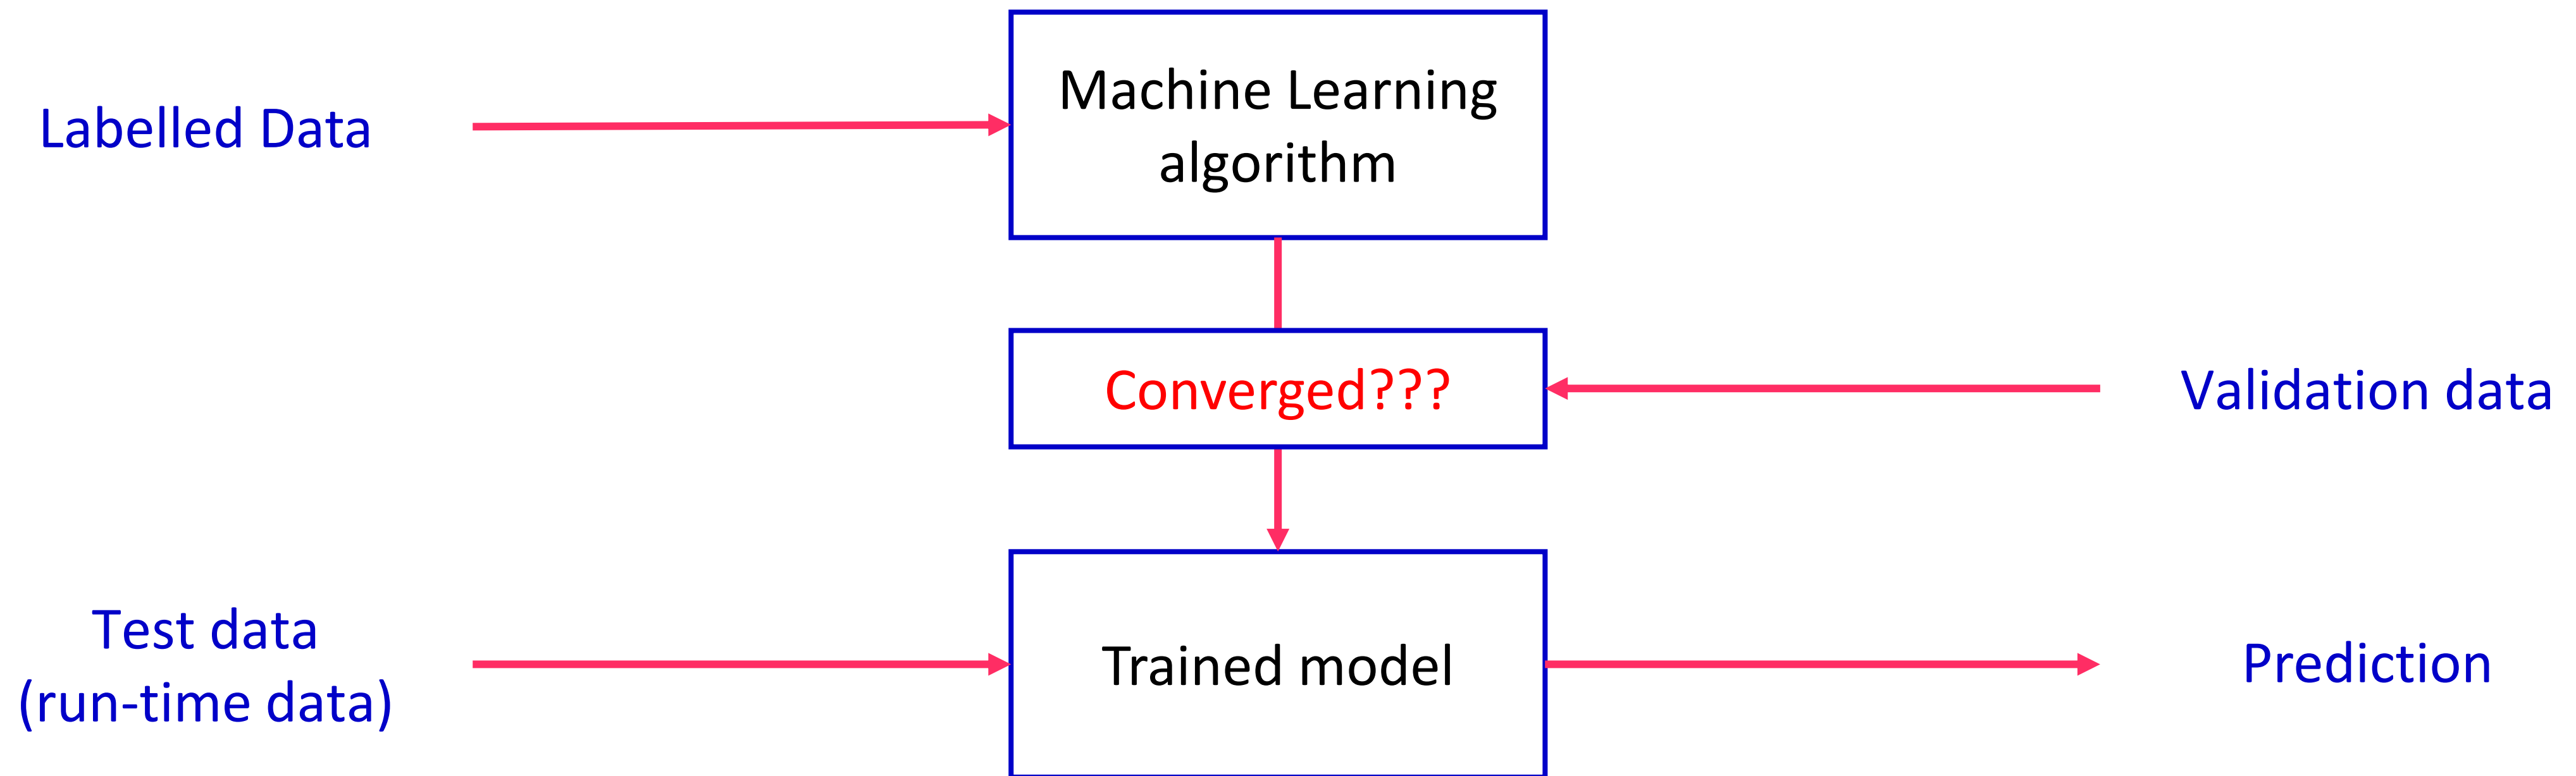 Machine Learning
algorithm
Labelled Data
Converged???
Validation data
Test data
(run-time data)
Trained model
Prediction